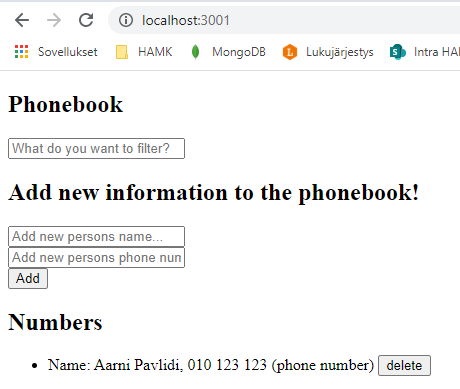 localhost:3001
Sovellukset HAMK MongoDB Lukujärjestys Intra HA
Phonebook
What do you want to filter?
Add new information to the phonebook!
Add new persons name...
Add new persons phone num
Add
Numbers
• Name: Aarni Pavlidi, 010 123 123 (phone number) delete